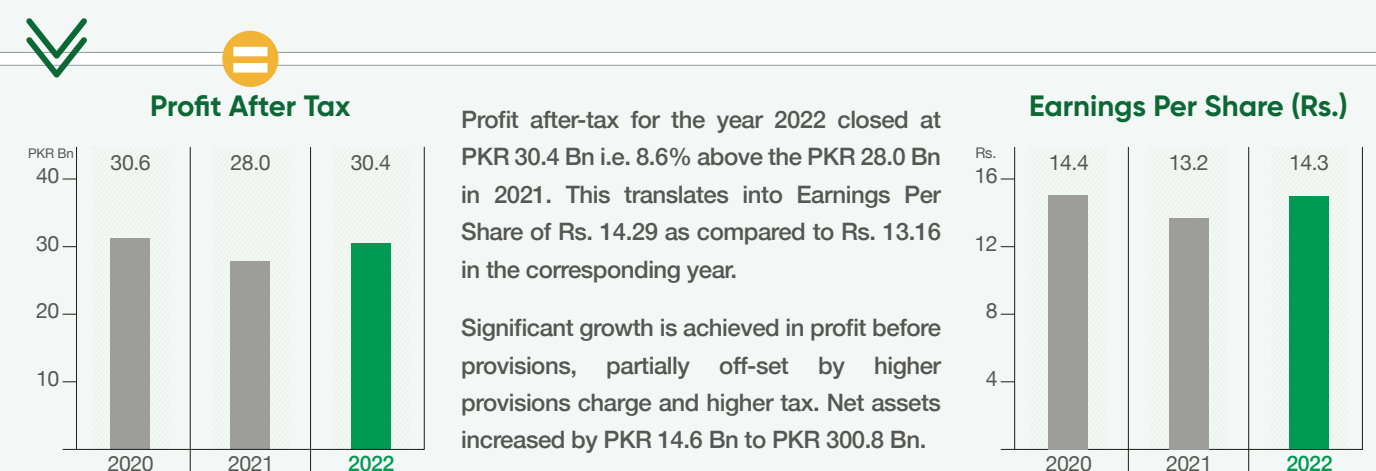 Profit After Tax
PKR Bn
40
30
20
10
30.6
28.0
30.4
2020
2021
2022
Profit after-tax for the year 2022 closed at
PKR 30.4 Bn i.e. 8.6% above the PKR 28.0 Bn
in 2021. This translates into Earnings Per
Share of Rs. 14.29 as compared to Rs. 13.16
in the corresponding year.
Significant growth is achieved in profit before
provisions, partially off-set by higher
provisions charge and higher tax. Net assets
increased by PKR 14.6 Bn to PKR 300.8 Bn.
Earnings Per Share (Rs.)
Rs.
16
12
8
4
14.4
13.2
14.3
2020
2021
2022